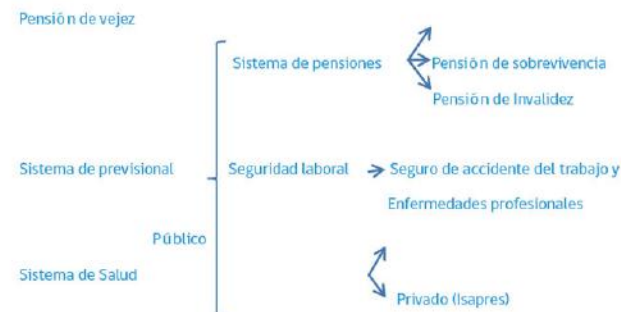 Pensión de vejez
Sistema de pensiones
Pensión de sobrevivencia
Pensión de Invalidez
Sistema de previsional
Seguridad laboral
Seguro de accidente del trabajo y
Enfermedades profesionales
Público
Sistema de Salud
Privado (Isapres)